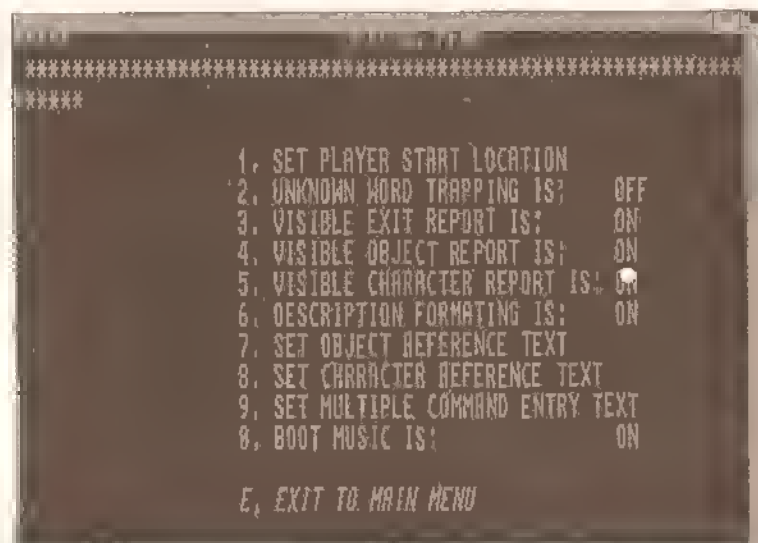 **************************************************************************
*****
1. SET PLAYER START LOCATION
2. UNKNOWN WORD TRAPPING IS: OFF
3. VISIBLE EXIT REPORT IS: ON
4. VISIBLE OBJECT REPORT IS: ON
5. VISIBLE CHARACTER REPORT IS: ON
6. DESCRIPTION FORMATING IS: ON
7. SET OBJECT REFERENCE TEXT
8. SET CHARACTER REFERENCE TEXT
9. SET MULTIPLE COMMAND ENTRY TEXT
0. BOOT MUSIC IS: ON
E. EXIT TO MAIN MENU